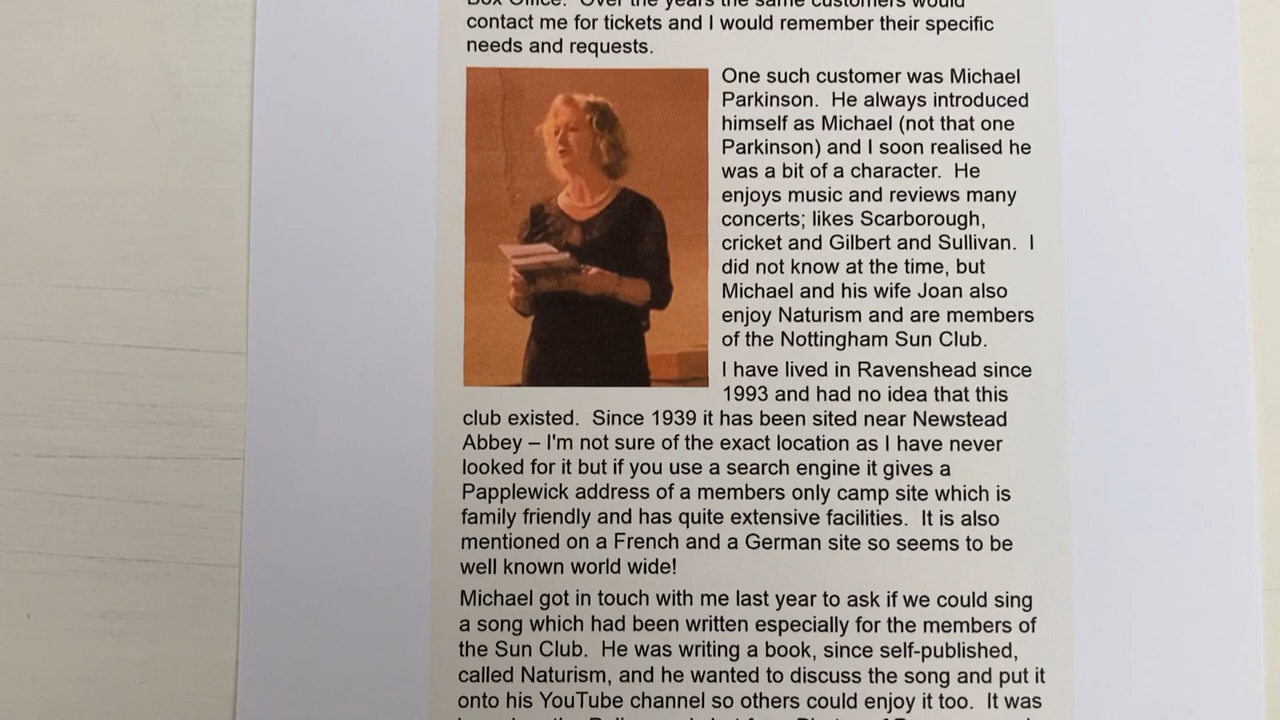 Box Office.  Over the years the same customers would
contact me for tickets and I would remember their specific
needs and requests.
One such customer was Michael
Parkinson.  He always introduced
himself as Michael (not that one
Parkinson) and I soon realised he
was a bit of a character.  He
enjoys music and reviews many
concerts; likes Scarborough,
cricket and Gilbert and Sullivan.  I
did not know at the time, but
Michael and his wife Joan also
enjoy Naturism and are members
of the Nottingham Sun Club.
I have lived in Ravenshead since
1993 and had no idea that this
club existed.  Since 1939 it has been sited near Newstead
Abbey – I'm not sure of the exact location as I have never
looked for it but if you use a search engine it gives a
Papplewick address of a members only camp site which is
family friendly and has quite extensive facilities.  It is also
mentioned on a French and a German site so seems to be
well known world wide!
Michael got in touch with me last year to ask if we could sing
a song which had been written especially for the members of
the Sun Club.  He was writing a book, since self-published,
called Naturism, and he wanted to discuss the song and put it
onto his YouTube channel so others could enjoy it too.  It was